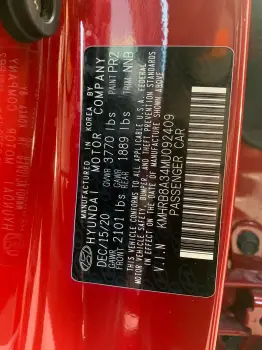 MANUFACTURED IN KOREA BY
HYUNDAI MOTOR COMPANY
DEC/15/20 GVWR 3770 lbs PAINT PR2
GAWR FRONT 2101 lbs GAWR REAR 1889 lbs TRIM NNB
THIS VEHICLE CONFORMS TO ALL APPLICABLE U.S. FEDERAL
MOTOR VEHICLE SAFETY, BUMPER, AND THEFT PREVENTION
STANDARDS IN EFFECT ON THE DATE OF MANUFACTURE SHOWN ABOVE
V.I.N
PASSENGER CAR